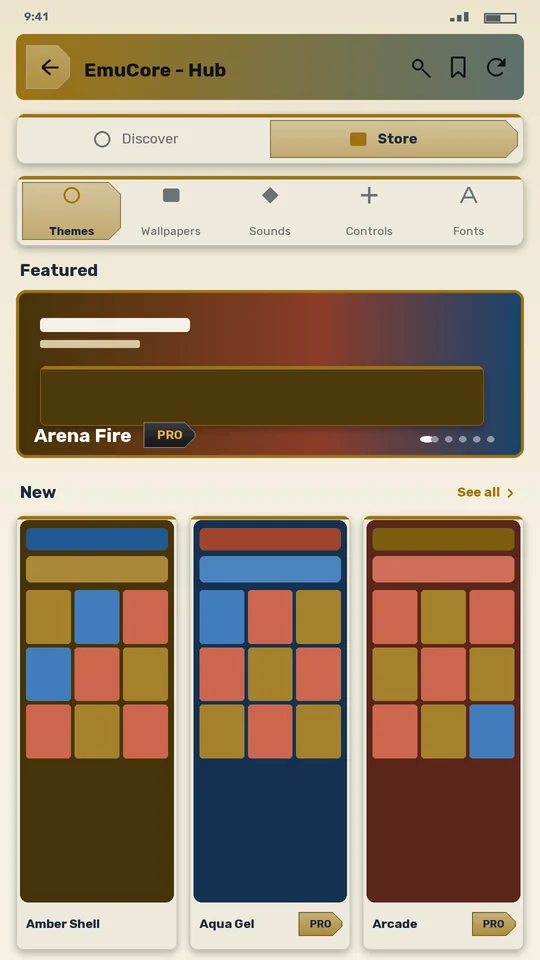 9:41
EmuCore - Hub
Discover
Store
Themes
Wallpapers
Sounds
Controls
Fonts
Featured
Arena Fire
PRO
New
See all
Amber Shell
Aqua Gel
PRO
Arcade
PRO